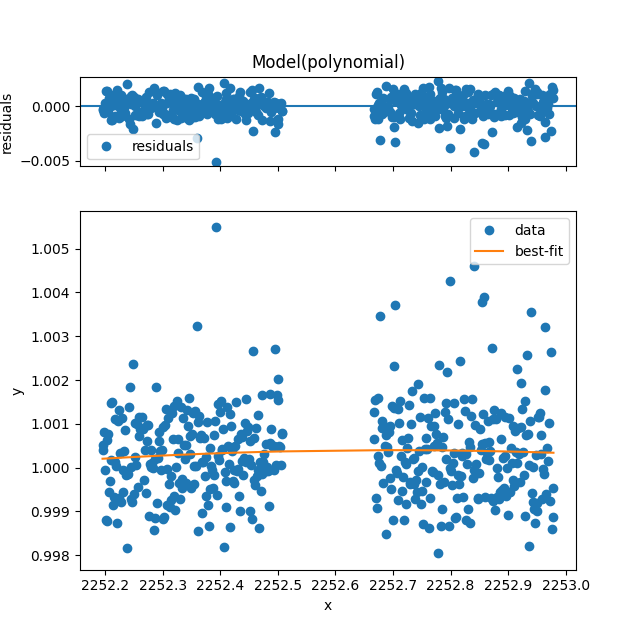 Model(polynomial)
residuals
0.000
−0.005
residuals
data
best-fit
y
1.005
1.004
1.003
1.002
1.001
1.000
0.999
0.998
2252.2 2252.3 2252.4 2252.5 2252.6 2252.7 2252.8 2252.9 2253.0
x